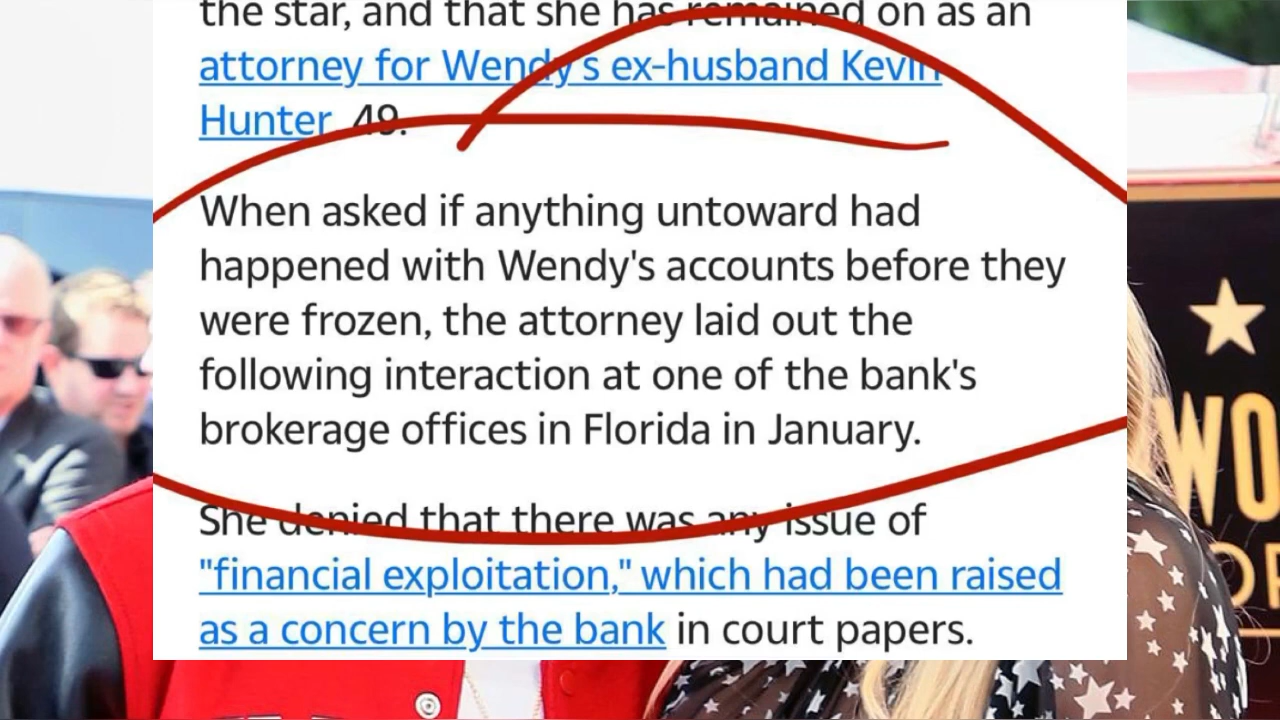 the star, and that she has remained on as an
attorney for Wendy's ex-husband Kevin
Hunter, 49.
When asked if anything untoward had
happened with Wendy's accounts before they
were frozen, the attorney laid out the
following interaction at one of the bank's
brokerage offices in Florida in January.
She denied that there was any issue of
"financial exploitation," which had been raised
as a concern by the bank in court papers.
WO